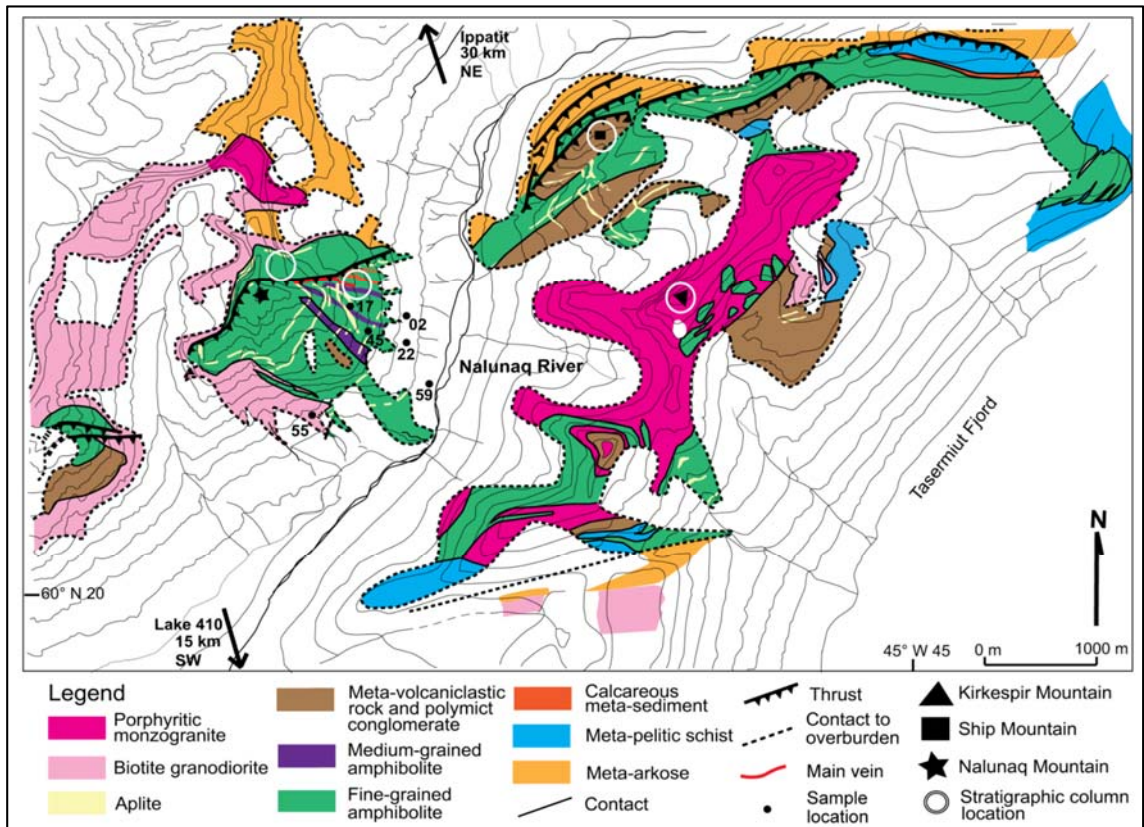 Ippatit
30 km
NE
02
45
22
59
55
Nalunaq River
Tasermiut Fjord
N
60° N 20
Lake 410
15 km
SW
45° W 45
0 m
1000 m
Legend
Porphyritic
monzogranite
Biotite granodiorite
Aplite
Meta-volcaniclastic
rock and polymict
conglomerate
Medium-grained
amphibolite
Fine-grained
amphibolite
Calcareous
meta-sediment
Meta-pelitic schist
Meta-arkose
Contact
Thrust
Contact to
overburden
Main vein
Sample
location
Kirkespir Mountain
Ship Mountain
Nalunaq Mountain
Stratigraphic column
location